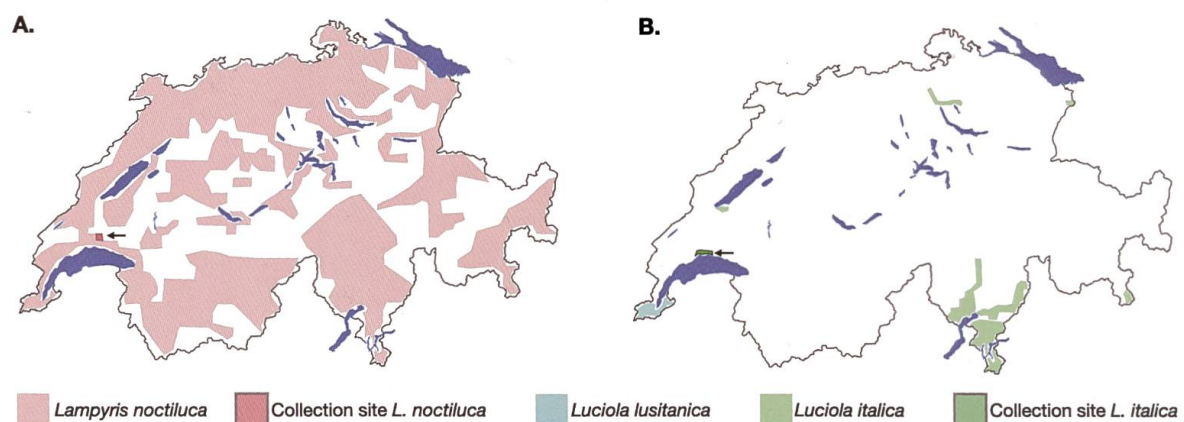 A.
B.
Lampyris noctiluca
Collection site L. noctiluca
Luciola lusitanica
Luciola italica
Collection site L. italica